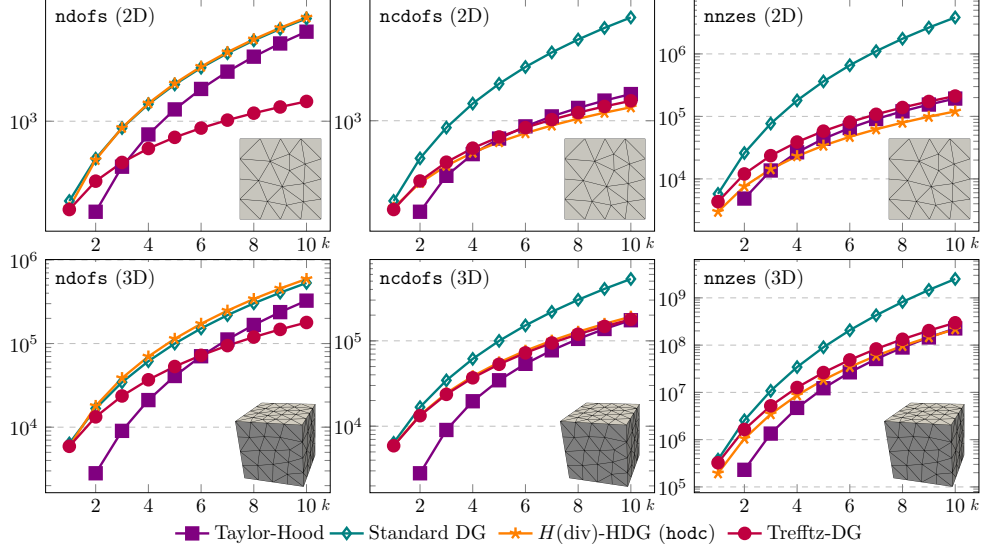 ndofs (2D)
10^3
2 4 6 8 10 k
ncdofs (2D)
10^3
2 4 6 8 10 k
nnzes (2D)
10^6
10^5
10^4
2 4 6 8 10 k
ndofs (3D)
10^6
10^5
10^4
2 4 6 8 10 k
ncdofs (3D)
10^5
10^4
2 4 6 8 10 k
nnzes (3D)
10^9
10^8
10^7
10^6
10^5
2 4 6 8 10 k
Taylor-Hood Standard DG H(div)-HDG (hodc) Trefftz-DG